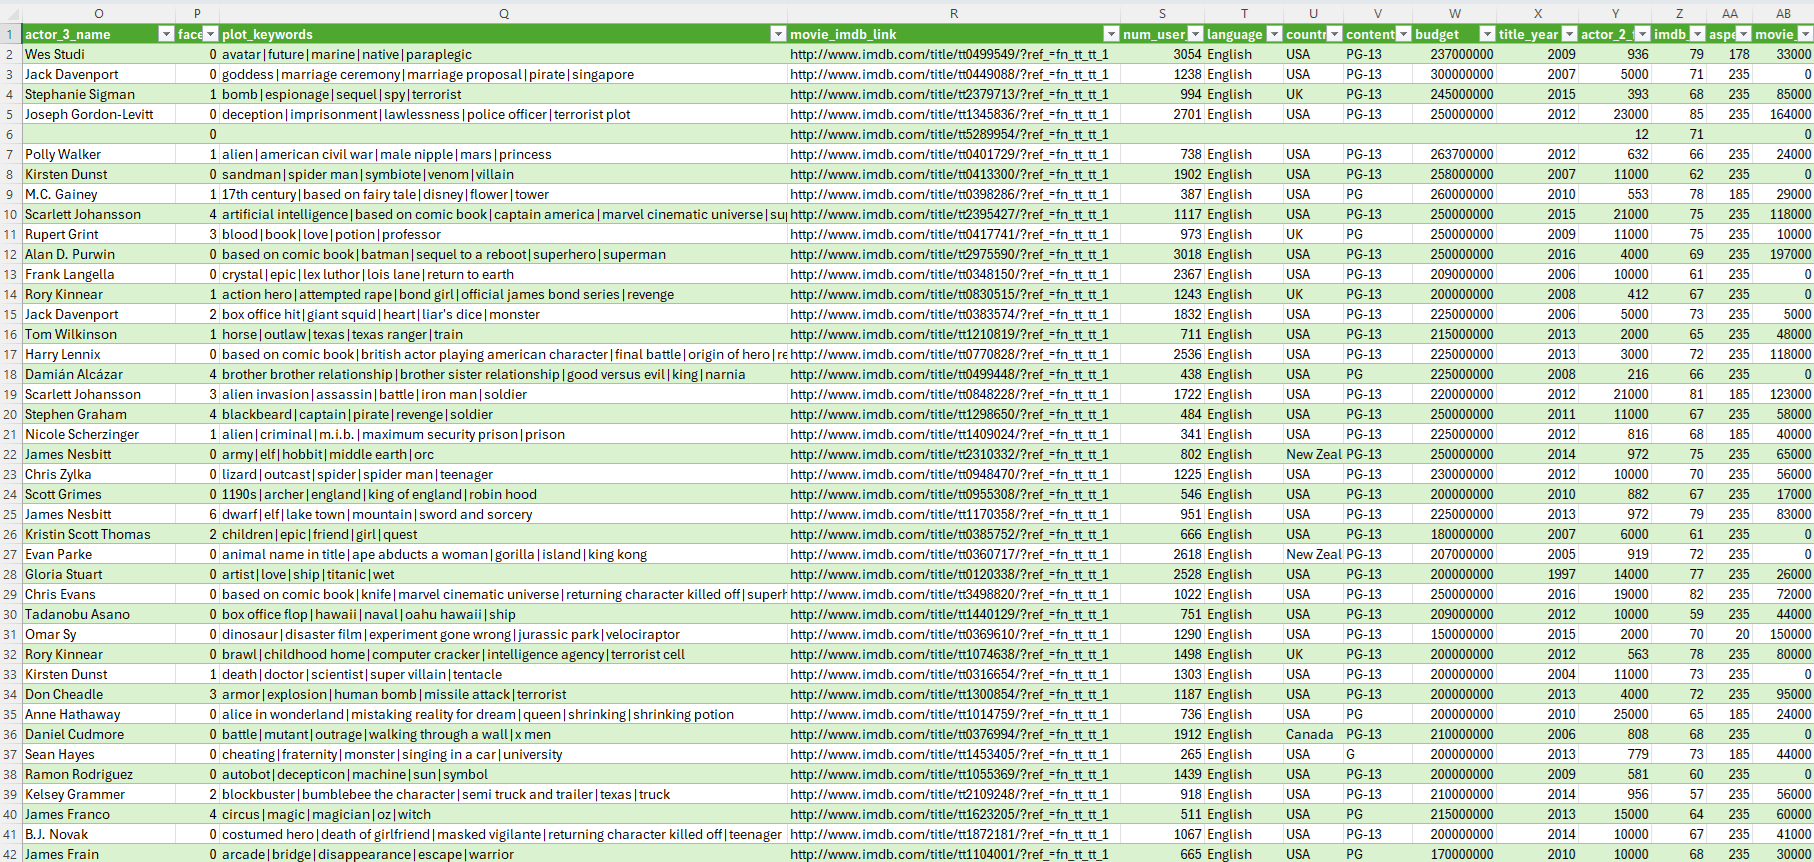 O P Q R S T U V W X Y Z AA AB
1 actor_3_name face plot_keywords movie_imdb_link num_user_ language countr content budget title_year actor_2_f imdb_ aspe movie_
2 Wes Studi 0 avatar|future|marine|native|paraplegic http://www.imdb.com/title/tt0499549/?ref_=fn_tt_tt_1 3054 English USA PG-13 237000000 2009 936 79 178 33000
3 Jack Davenport 0 goddess|marriage ceremony|marriage proposal|pirate|singapore http://www.imdb.com/title/tt0449088/?ref_=fn_tt_tt_1 1238 English USA PG-13 300000000 2007 5000 71 235 0
4 Stephanie Sigman 1 bomb|espionage|sequel|spy|terrorist http://www.imdb.com/title/tt2379713/?ref_=fn_tt_tt_1 994 English UK PG-13 245000000 2015 393 68 235 85000
5 Joseph Gordon-Levitt 0 deception|imprisonment|lawlessness|police officer|terrorist plot http://www.imdb.com/title/tt1345836/?ref_=fn_tt_tt_1 2701 English USA PG-13 250000000 2012 23000 85 235 164000
6 0 http://www.imdb.com/title/tt5289954/?ref_=fn_tt_tt_1 12 71 0
7 Polly Walker 1 alien|american civil war|male nipple|mars|princess http://www.imdb.com/title/tt0401729/?ref_=fn_tt_tt_1 738 English USA PG-13 263700000 2012 632 66 235 24000
8 Kirsten Dunst 0 sandman|spider man|symbiote|venom|villain http://www.imdb.com/title/tt0413300/?ref_=fn_tt_tt_1 1902 English USA PG-13 258000000 2007 11000 62 235 0
9 M.C. Gainey 1 17th century|based on fairy tale|disney|flower|tower http://www.imdb.com/title/tt0398286/?ref_=fn_tt_tt_1 387 English USA PG 260000000 2010 553 78 185 29000
10 Scarlett Johansson 4 artificial intelligence|based on comic book|captain america|marvel cinematic universe|su http://www.imdb.com/title/tt2395427/?ref_=fn_tt_tt_1 1117 English USA PG-13 250000000 2015 21000 75 235 118000
11 Rupert Grint 3 blood|book|love|potion|professor http://www.imdb.com/title/tt0417741/?ref_=fn_tt_tt_1 973 English UK PG 250000000 2009 11000 75 235 10000
12 Alan D. Purwin 0 based on comic book|batman|sequel to a reboot|superhero|superman http://www.imdb.com/title/tt2975590/?ref_=fn_tt_tt_1 3018 English USA PG-13 250000000 2016 4000 69 235 197000
13 Frank Langella 0 crystal|epic|lex luthor|lois lane|return to earth http://www.imdb.com/title/tt0348150/?ref_=fn_tt_tt_1 2367 English USA PG-13 209000000 2006 10000 61 235 0
14 Rory Kinnear 1 action hero|attempted rape|bond girl|official james bond series|revenge http://www.imdb.com/title/tt0830515/?ref_=fn_tt_tt_1 1243 English UK PG-13 200000000 2008 412 67 235 0
15 Jack Davenport 2 box office hit|giant squid|heart|liar's dice|monster http://www.imdb.com/title/tt0383574/?ref_=fn_tt_tt_1 1832 English USA PG-13 225000000 2006 5000 73 235 5000
16 Tom Wilkinson 1 horse|outlaw|texas|texas ranger|train http://www.imdb.com/title/tt1210819/?ref_=fn_tt_tt_1 711 English USA PG-13 215000000 2013 2000 65 235 48000
17 Harry Lennix 0 based on comic book|british actor playing american character|final battle|origin of hero|re http://www.imdb.com/title/tt0770828/?ref_=fn_tt_tt_1 2536 English USA PG-13 225000000 2013 3000 72 235 118000
18 Damián Alcázar 4 brother brother relationship|brother sister relationship|good versus evil|king|narnia http://www.imdb.com/title/tt0499448/?ref_=fn_tt_tt_1 438 English USA PG 225000000 2008 216 66 235 0
19 Scarlett Johansson 3 alien invasion|assassin|battle|iron man|soldier http://www.imdb.com/title/tt0848228/?ref_=fn_tt_tt_1 1722 English USA PG-13 220000000 2012 21000 81 185 123000
20 Stephen Graham 4 blackbeard|captain|pirate|revenge|soldier http://www.imdb.com/title/tt1298650/?ref_=fn_tt_tt_1 484 English USA PG-13 250000000 2011 11000 67 235 58000
21 Nicole Scherzinger 1 alien|criminal|m.i.b.|maximum security prison|prison http://www.imdb.com/title/tt1409024/?ref_=fn_tt_tt_1 341 English USA PG-13 225000000 2012 816 68 185 40000
22 James Nesbitt 0 army|elf|hobbit|middle earth|orc http://www.imdb.com/title/tt2310332/?ref_=fn_tt_tt_1 802 English New Zeal PG-13 250000000 2014 972 75 235 65000
23 Chris Zylka 0 lizard|outcast|spider|spider man|teenager http://www.imdb.com/title/tt0948470/?ref_=fn_tt_tt_1 1225 English USA PG-13 230000000 2012 10000 70 235 56000
24 Scott Grimes 0 1190s|archer|england|king of england|robin hood http://www.imdb.com/title/tt0955308/?ref_=fn_tt_tt_1 546 English USA PG-13 200000000 2010 882 67 235 17000
25 James Nesbitt 6 dwarf|elf|lake town|mountain|sword and sorcery http://www.imdb.com/title/tt1170358/?ref_=fn_tt_tt_1 951 English USA PG-13 225000000 2013 972 79 235 83000
26 Kristin Scott Thomas 2 children|epic|friend|girl|quest http://www.imdb.com/title/tt0385752/?ref_=fn_tt_tt_1 666 English USA PG-13 180000000 2007 6000 61 235 0
27 Evan Parke 0 animal name in title|ape abducts a woman|gorilla|island|king kong http://www.imdb.com/title/tt0360717/?ref_=fn_tt_tt_1 2618 English New Zeal PG-13 207000000 2005 919 72 235 0
28 Gloria Stuart 0 artist|love|ship|titanic|wet http://www.imdb.com/title/tt0120338/?ref_=fn_tt_tt_1 2528 English USA PG-13 200000000 1997 14000 77 235 26000
29 Chris Evans 0 based on comic book|knife|marvel cinematic universe|returning character killed off|superh http://www.imdb.com/title/tt3498820/?ref_=fn_tt_tt_1 1022 English USA PG-13 250000000 2016 19000 82 235 72000
30 Tadanobu Asano 0 box office flop|hawaii|naval|oahu hawaii|ship http://www.imdb.com/title/tt1440129/?ref_=fn_tt_tt_1 751 English USA PG-13 209000000 2012 10000 59 235 44000
31 Omar Sy 0 dinosaur|disaster film|experiment gone wrong|jurassic park|velociraptor http://www.imdb.com/title/tt0369610/?ref_=fn_tt_tt_1 1290 English USA PG-13 150000000 2015 2000 70 20 150000
32 Rory Kinnear 0 brawl|childhood home|computer cracker|intelligence agency|terrorist cell http://www.imdb.com/title/tt1074638/?ref_=fn_tt_tt_1 1498 English UK PG-13 200000000 2012 563 78 235 80000
33 Kirsten Dunst 1 death|doctor|scientist|super villain|tentacle http://www.imdb.com/title/tt0316654/?ref_=fn_tt_tt_1 1303 English USA PG-13 200000000 2004 11000 73 235 0
34 Don Cheadle 3 armor|explosion|human bomb|missile attack|terrorist http://www.imdb.com/title/tt1300854/?ref_=fn_tt_tt_1 1187 English USA PG-13 200000000 2013 4000 72 235 95000
35 Anne Hathaway 0 alice in wonderland|mistaking reality for dream|queen|shrinking|shrinking potion http://www.imdb.com/title/tt1014759/?ref_=fn_tt_tt_1 736 English USA PG 200000000 2010 25000 65 185 24000
36 Daniel Cudmore 0 battle|mutant|outrage|walking through a wall|x men http://www.imdb.com/title/tt0376994/?ref_=fn_tt_tt_1 1912 English Canada PG-13 210000000 2006 808 68 235 0
37 Sean Hayes 0 cheating|fraternity|monster|singing in a car|university http://www.imdb.com/title/tt1453405/?ref_=fn_tt_tt_1 265 English USA G 200000000 2013 779 73 185 44000
38 Ramon Rodriguez 0 autobot|decepticon|machine|sun|symbol http://www.imdb.com/title/tt1055369/?ref_=fn_tt_tt_1 1439 English USA PG-13 200000000 2009 581 60 235 0
39 Kelsey Grammer 2 blockbuster|bumblebee the character|semi truck and trailer|texas|truck http://www.imdb.com/title/tt2109248/?ref_=fn_tt_tt_1 918 English USA PG-13 210000000 2014 956 57 235 56000
40 James Franco 4 circus|magic|magician|oz|witch http://www.imdb.com/title/tt1623205/?ref_=fn_tt_tt_1 511 English USA PG 215000000 2013 15000 64 235 60000
41 B.J. Novak 0 costumed hero|death of girlfriend|masked vigilante|returning character killed off|teenager http://www.imdb.com/title/tt1872181/?ref_=fn_tt_tt_1 1067 English USA PG-13 200000000 2014 10000 67 235 41000
42 James Frain 0 arcade|bridge|disappearance|escape|warrior http://www.imdb.com/title/tt1104001/?ref_=fn_tt_tt_1 665 English USA PG 170000000 2010 10000 68 235 30000